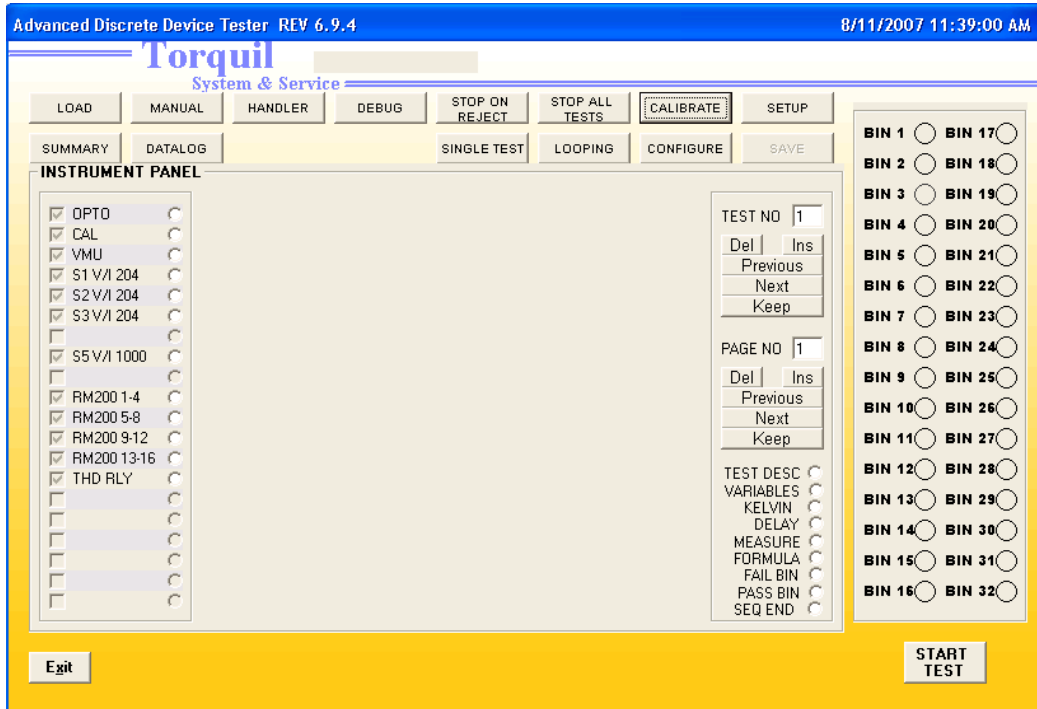 Advanced Discrete Device Tester REV 6.9.4 8/11/2007 11:39:00 AM
Torquil
System & Service
LOAD MANUAL HANDLER DEBUG STOP ON REJECT STOP ALL TESTS CALIBRATE SETUP
SUMMARY DATALOG SINGLE TEST LOOPING CONFIGURE SAVE
INSTRUMENT PANEL
OPTO
CAL
VMU
S1 V/I 204
S2 V/I 204
S3 V/I 204
S5 V/I 1000
RM200 1-4
RM200 5-8
RM200 9-12
RM200 13-16
THD RLY
TEST NO 1
Del Ins
Previous
Next
Keep
PAGE NO 1
Del Ins
Previous
Next
Keep
TEST DESC
VARIABLES
KELVIN
DELAY
MEASURE
FORMULA
FAIL BIN
PASS BIN
SEQ END
BIN 1 BIN 17
BIN 2 BIN 18
BIN 3 BIN 19
BIN 4 BIN 20
BIN 5 BIN 21
BIN 6 BIN 22
BIN 7 BIN 23
BIN 8 BIN 24
BIN 9 BIN 25
BIN 10 BIN 26
BIN 11 BIN 27
BIN 12 BIN 28
BIN 13 BIN 29
BIN 14 BIN 30
BIN 15 BIN 31
BIN 16 BIN 32
Exit
START TEST